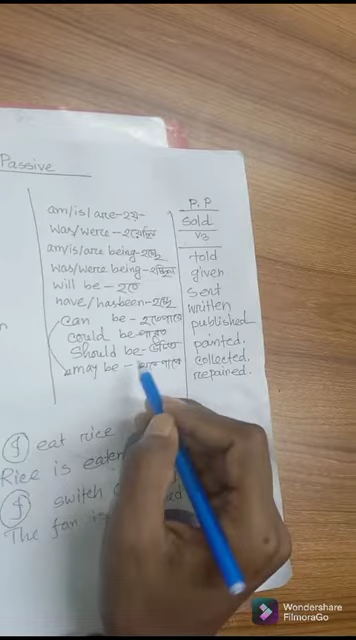 Passive
am/is/are - হয়
was/were - হয়েছিল
am/is/are being - হচ্ছে
was/were being - হচ্ছিল
will be - হবে
have/has been - হয়েছে
can be - হতে পারে
could be -
should be - উচিত
may be - হতে পারে
P.P
sold
V3
told
given
sent
written
published
painted.
collected.
repaired.
I eat rice
Rice is eaten
I switch
The fan is
Wondershare
FilmoraGo